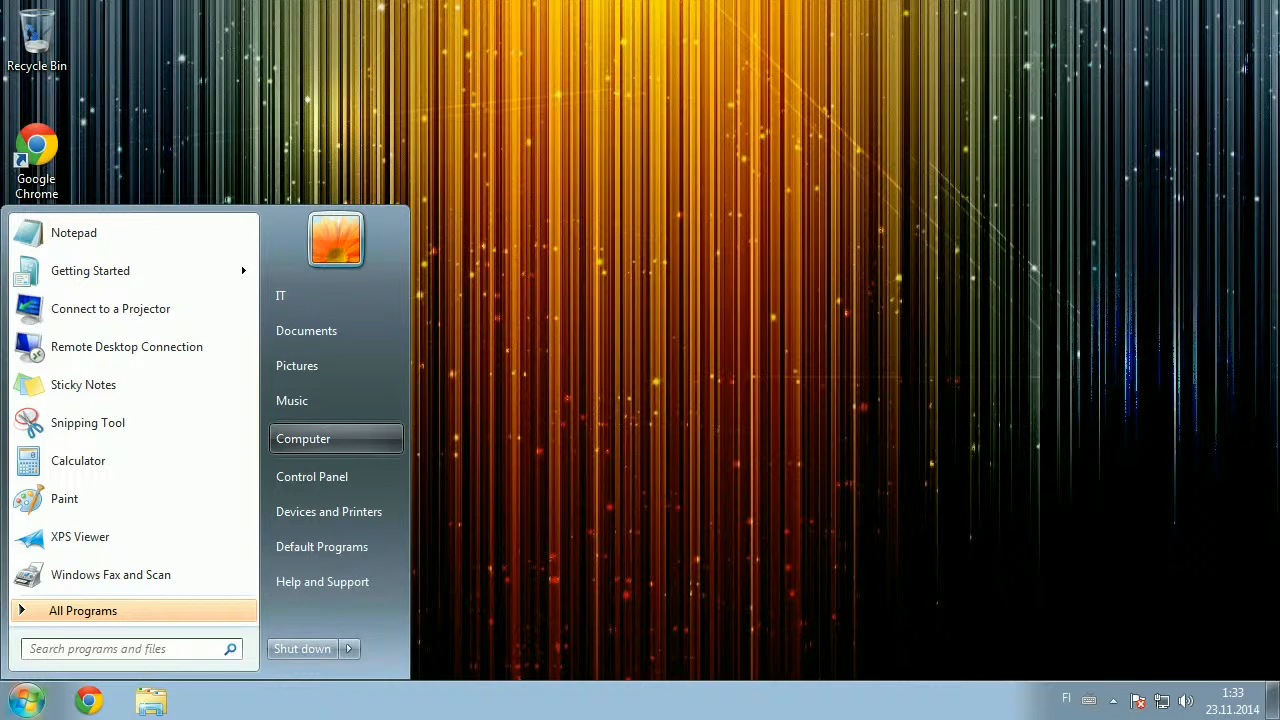 Recycle Bin
Google
Chrome
Notepad
Getting Started
Connect to a Projector
Remote Desktop Connection
Sticky Notes
Snipping Tool
Calculator
Paint
XPS Viewer
Windows Fax and Scan
All Programs
Search programs and files
IT
Documents
Pictures
Music
Computer
Control Panel
Devices and Printers
Default Programs
Help and Support
Shut down
FI
1:33
23.11.2014